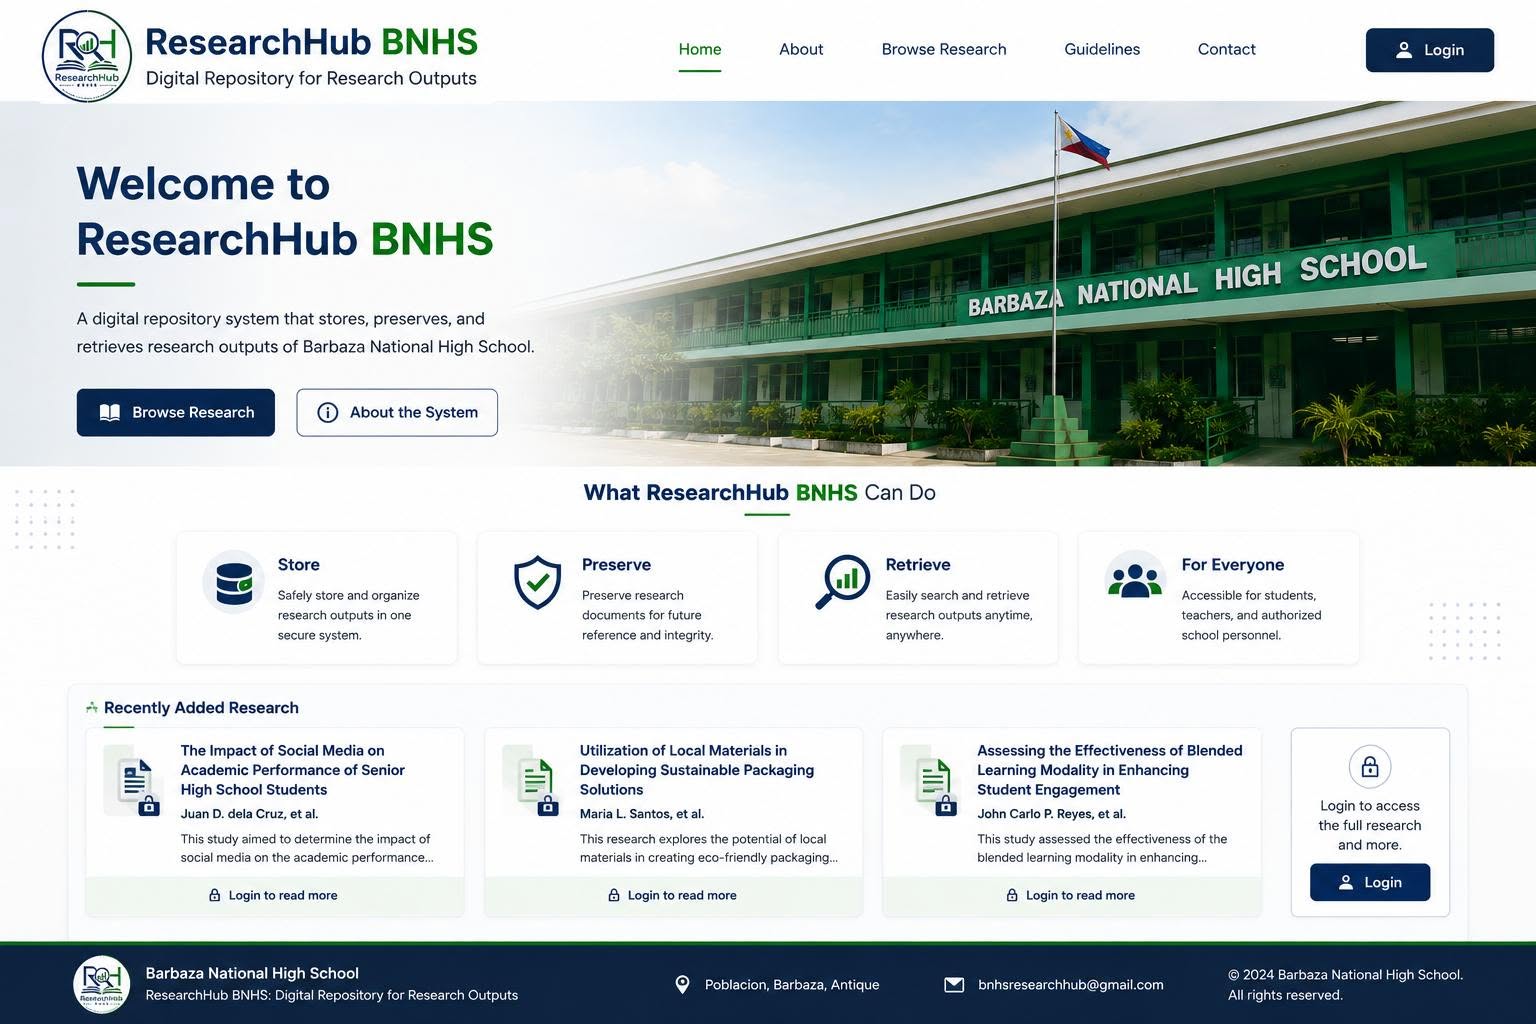 RH
ResearchHub
BNHS
ResearchHub BNHS
Digital Repository for Research Outputs
Home
About
Browse Research
Guidelines
Contact
Login
Welcome to
ResearchHub BNHS
A digital repository system that stores, preserves, and
retrieves research outputs of Barbaza National High School.
Browse Research
About the System
BARBAZA NATIONAL HIGH SCHOOL
What ResearchHub BNHS Can Do
Store
Safely store and organize
research outputs in one
secure system.
Preserve
Preserve research
documents for future
reference and integrity.
Retrieve
Easily search and retrieve
research outputs anytime,
anywhere.
For Everyone
Accessible for students,
teachers, and authorized
school personnel.
Recently Added Research
The Impact of Social Media on
Academic Performance of Senior
High School Students
Juan D. dela Cruz, et al.
This study aimed to determine the impact of
social media on the academic performance...
Login to read more
Utilization of Local Materials in
Developing Sustainable Packaging
Solutions
Maria L. Santos, et al.
This research explores the potential of local
materials in creating eco-friendly packaging...
Login to read more
Assessing the Effectiveness of Blended
Learning Modality in Enhancing
Student Engagement
John Carlo P. Reyes, et al.
This study assessed the effectiveness of the
blended learning modality in enhancing...
Login to read more
Login to access
the full research
and more.
Login
RH
ResearchHub
Barbaza National High School
ResearchHub BNHS: Digital Repository for Research Outputs
Poblacion, Barbaza, Antique
bnhsresearchhub@gmail.com
© 2024 Barbaza National High School.
All rights reserved.